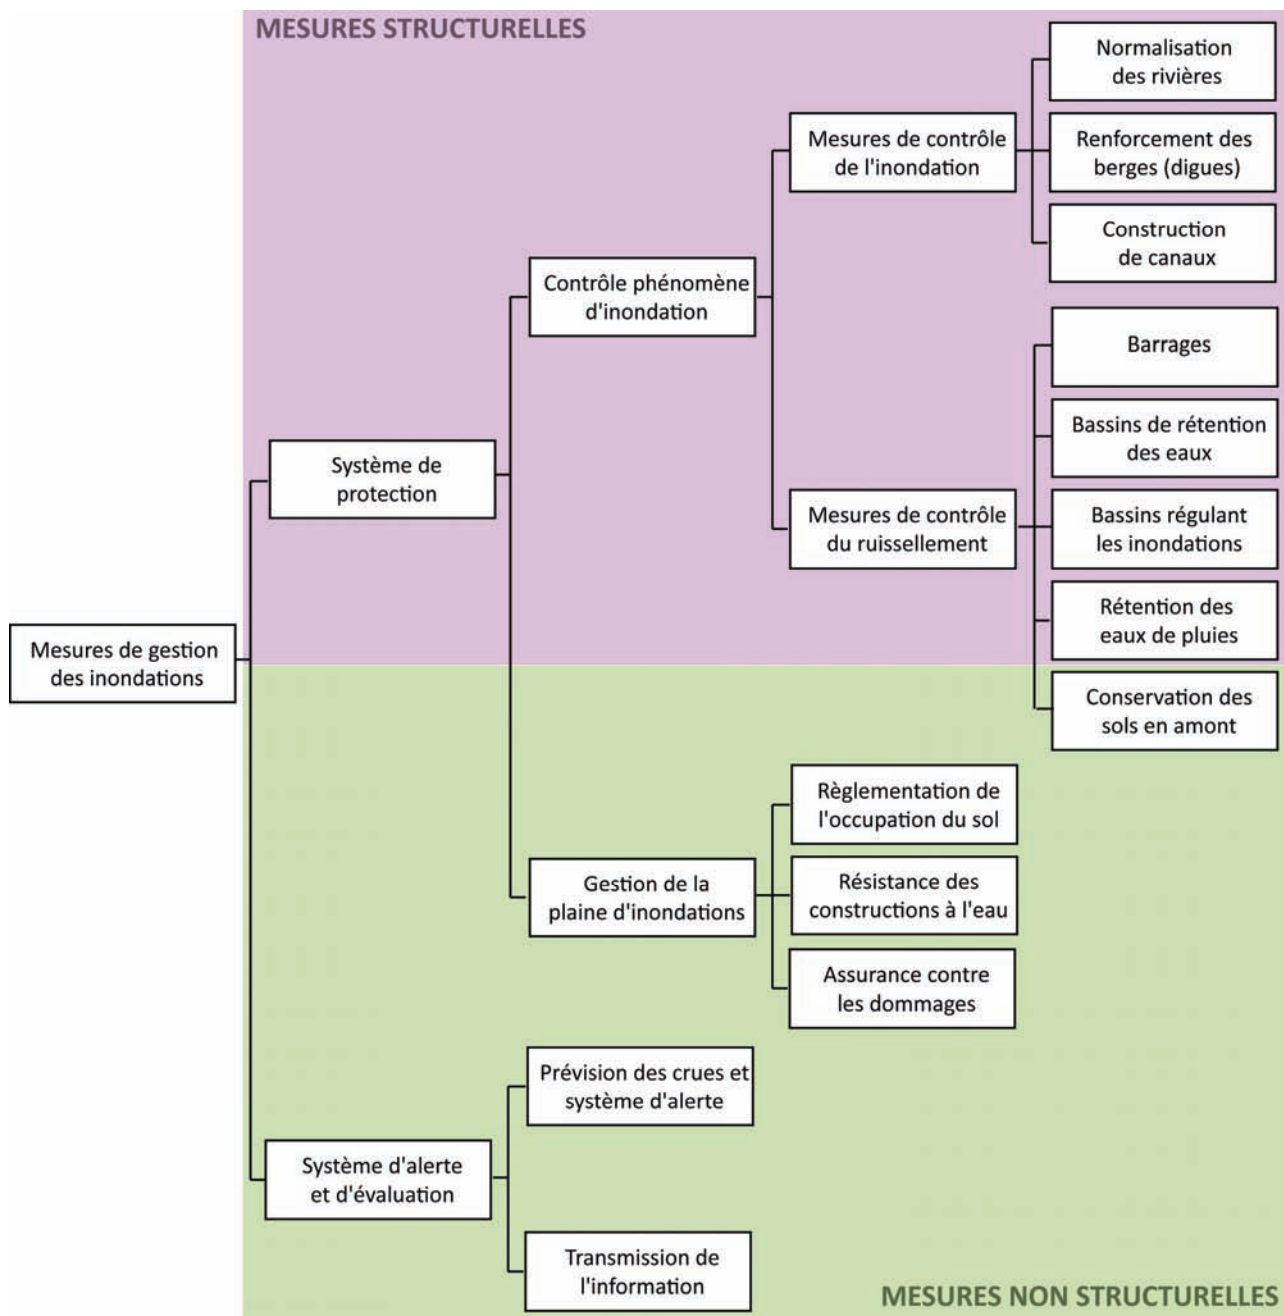 MESURES STRUCTURELLES
Normalisation
des rivières
Mesures de contrôle
de l'inondation
Renforcement des
berges (digues)
Construction
de canaux
Contrôle phénomène
d'inondation
Barrages
Bassins de rétention
des eaux
Système de
protection
Mesures de contrôle
du ruissellement
Bassins régulant
les inondations
Rétention des
eaux de pluies
Mesures de gestion
des inondations
Conservation des
sols en amont
Règlementation de
l'occupation du sol
Gestion de la
plaine d'inondations
Résistance des
constructions à l'eau
Assurance contre
les dommages
Prévision des crues et
système d'alerte
Système d'alerte
et d'évaluation
Transmission de
l'information
MESURES NON STRUCTURELLES